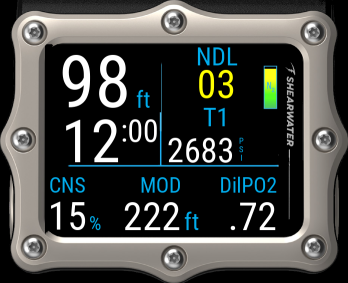 98 ft
NDL
03
12:00
T1
2683 PSI
N₂
SHEARWATER
CNS MOD DilPO2
15% 222 ft .72